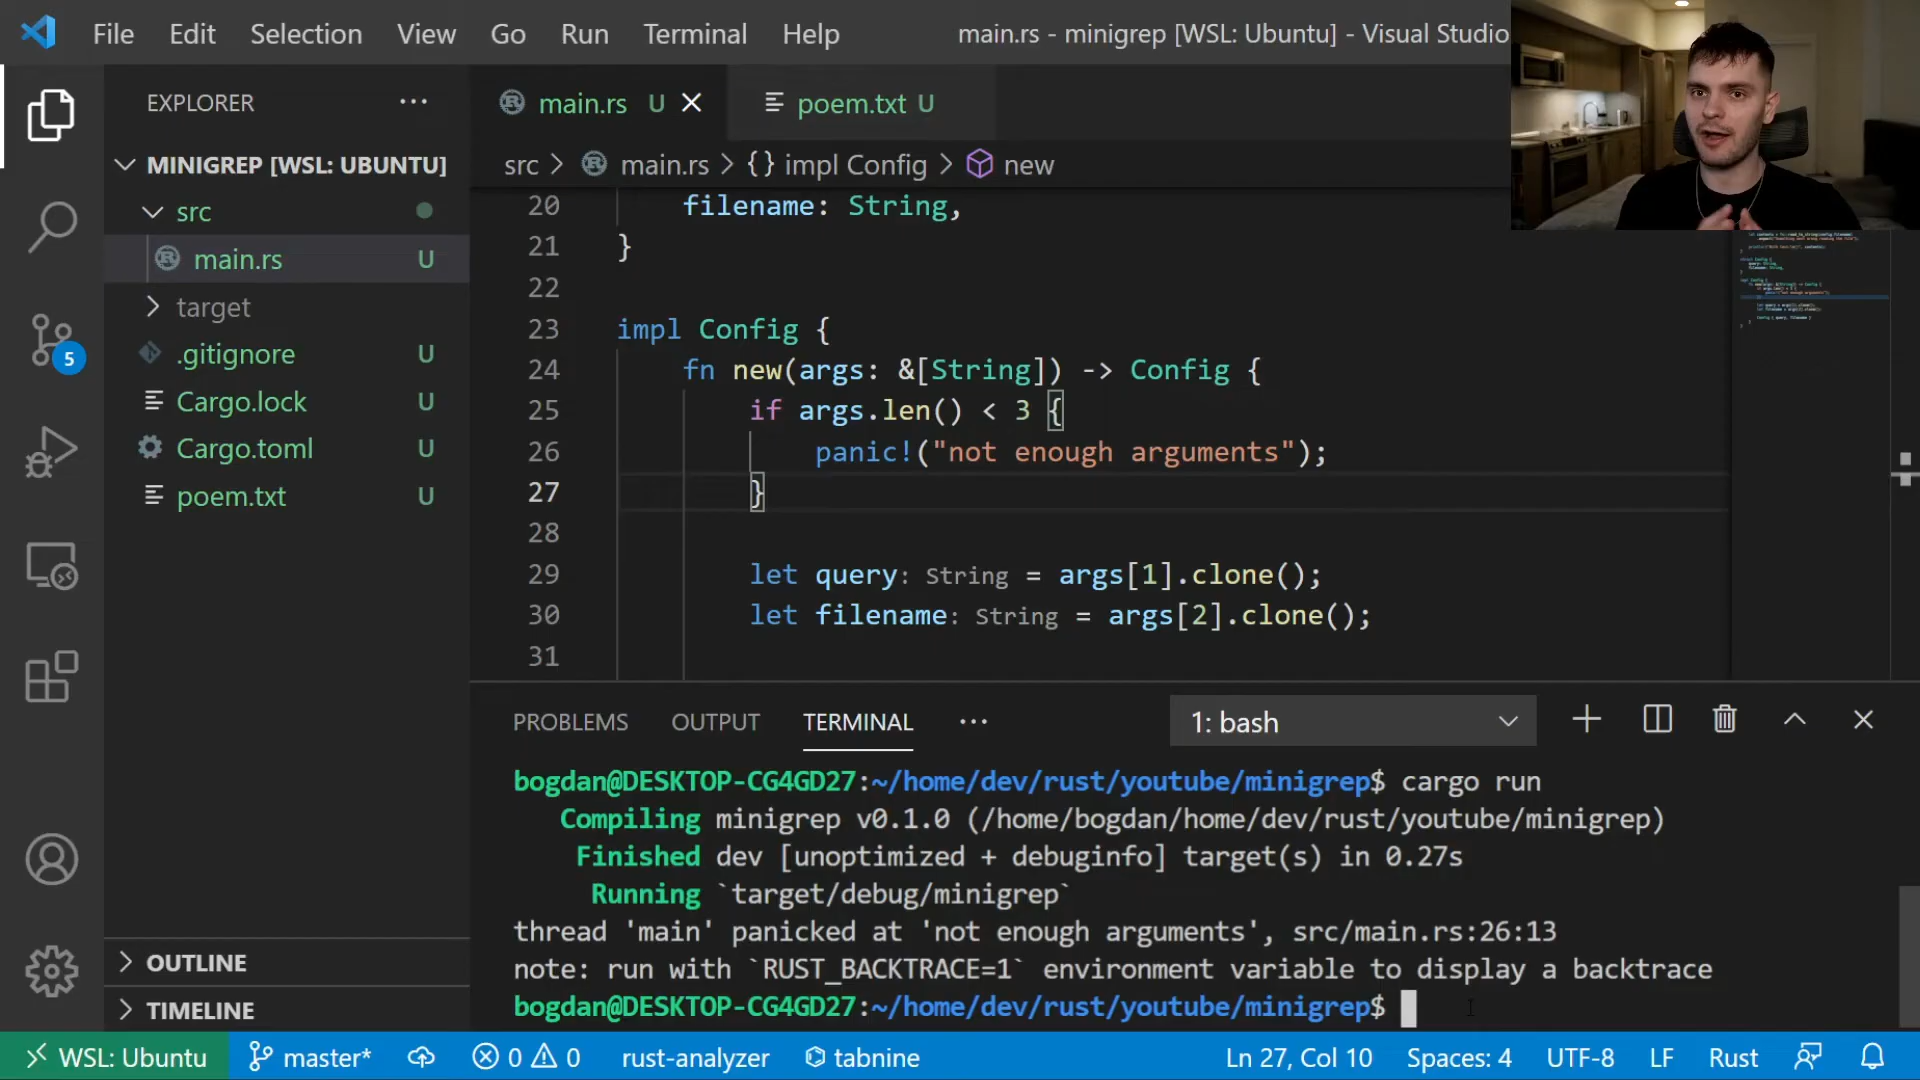 File Edit Selection View Go Run Terminal Help main.rs - minigrep [WSL: Ubuntu] - Visual Studio
EXPLORER
MINIGREP [WSL: UBUNTU]
src
main.rs U
target
.gitignore U
Cargo.lock U
Cargo.toml U
poem.txt U
OUTLINE
TIMELINE
5
main.rs U
poem.txt U
src > main.rs > {} impl Config > new
20 filename: String,
21 }
22
23 impl Config {
24 fn new(args: &[String]) -> Config {
25 if args.len() < 3 {
26 panic!("not enough arguments");
27 }
28
29 let query: String = args[1].clone();
30 let filename: String = args[2].clone();
31
PROBLEMS OUTPUT TERMINAL ··· 1: bash
bogdan@DESKTOP-CG4GD27:~/home/dev/rust/youtube/minigrep$ cargo run
Compiling minigrep v0.1.0 (/home/bogdan/home/dev/rust/youtube/minigrep)
Finished dev [unoptimized + debuginfo] target(s) in 0.27s
Running `target/debug/minigrep`
thread 'main' panicked at 'not enough arguments', src/main.rs:26:13
note: run with `RUST_BACKTRACE=1` environment variable to display a backtrace
bogdan@DESKTOP-CG4GD27:~/home/dev/rust/youtube/minigrep$
WSL: Ubuntu master* 0 0 rust-analyzer tabnine Ln 27, Col 10 Spaces: 4 UTF-8 LF Rust